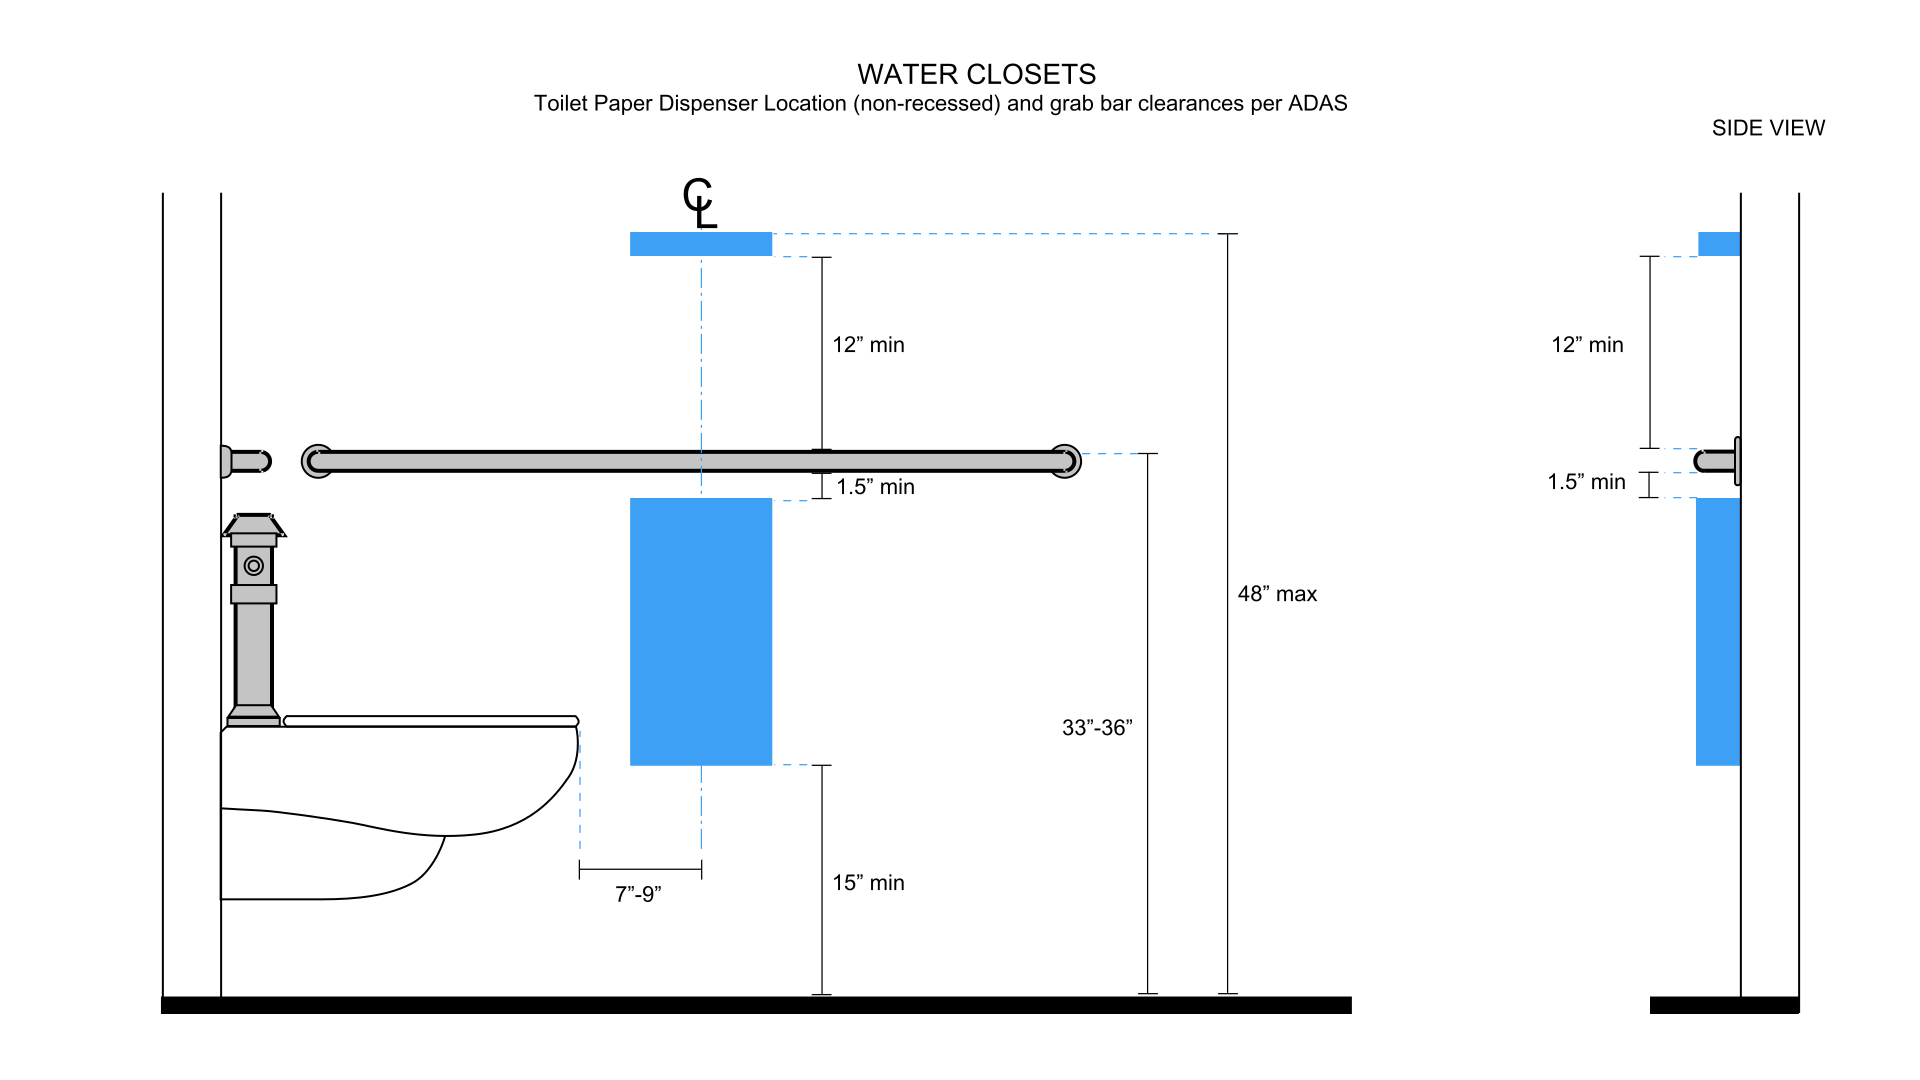 WATER CLOSETS
Toilet Paper Dispenser Location (non-recessed) and grab bar clearances per ADAS
SIDE VIEW
CL
12” min
12” min
1.5” min
1.5” min
48” max
33”-36”
15” min
7”-9”